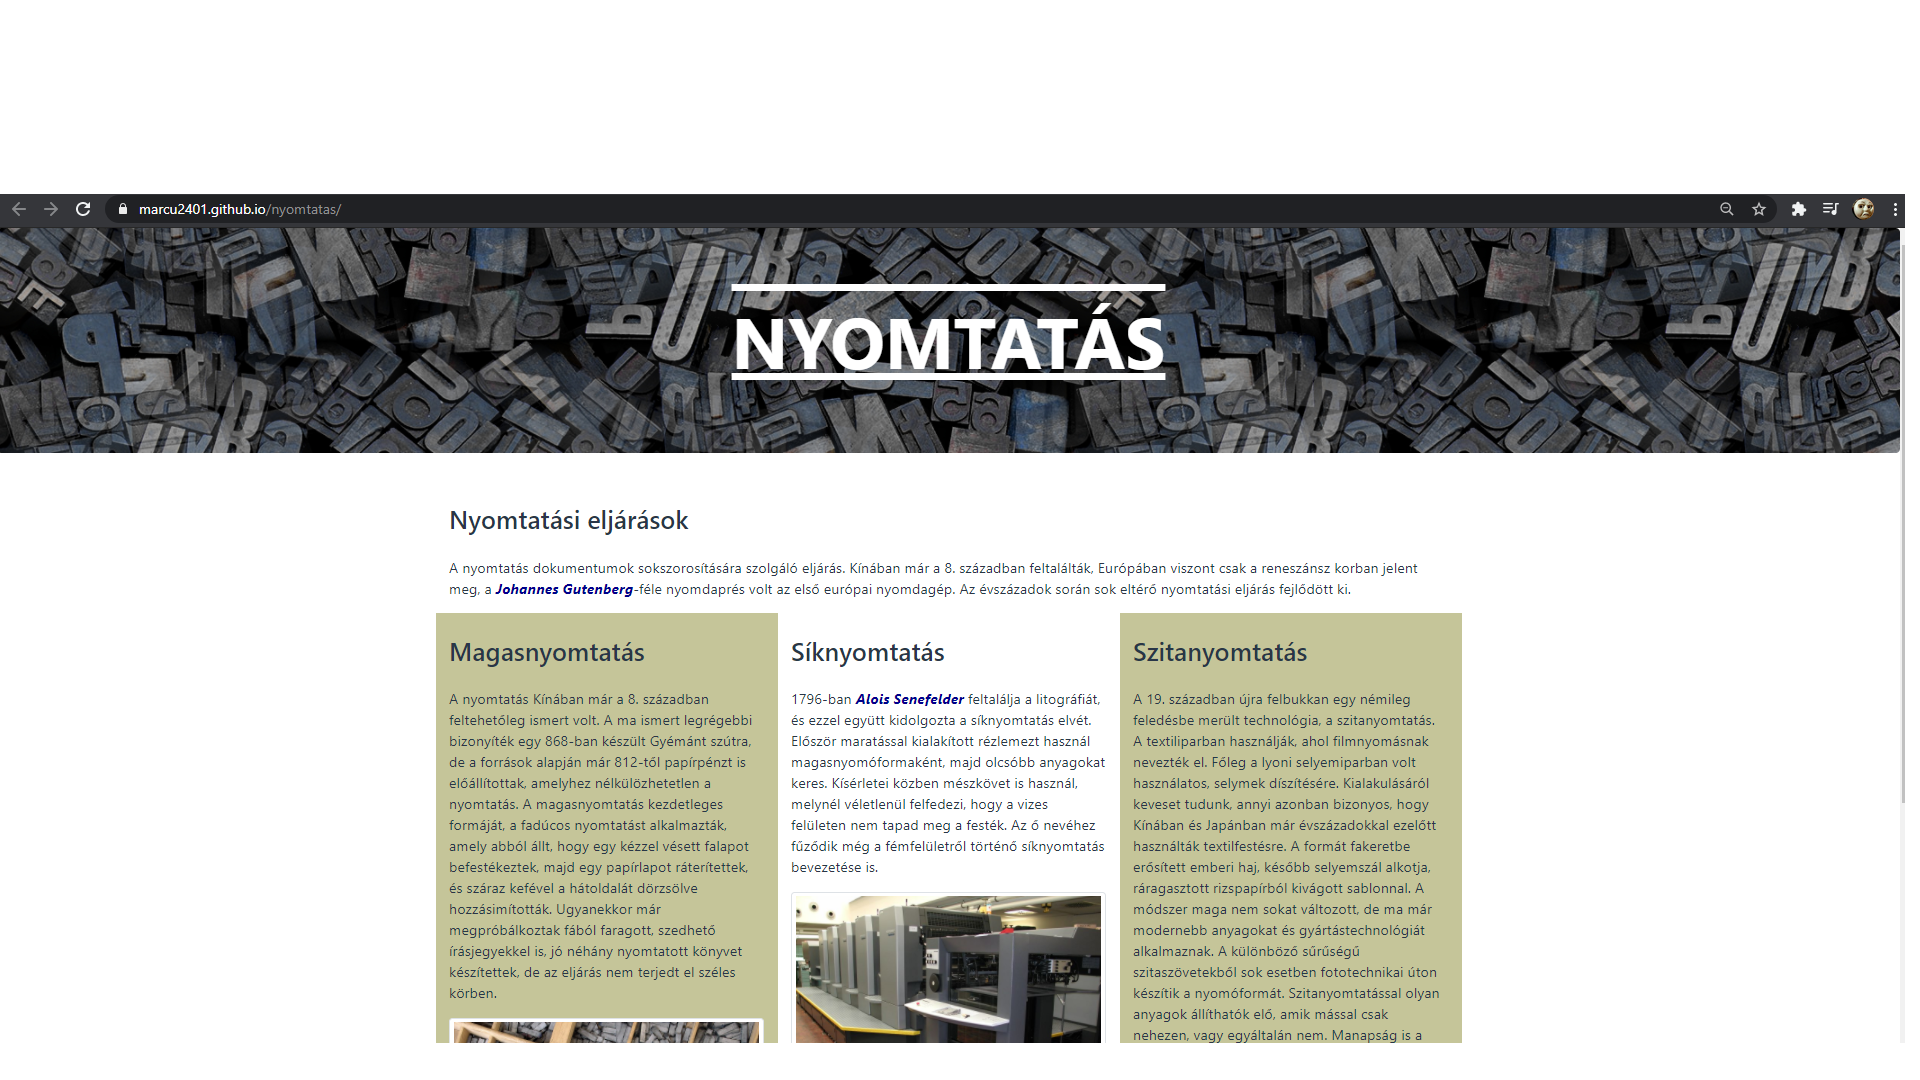 marcu2401.github.io/nyomtatas/
NYOMTATÁS
Nyomtatási eljárások
A nyomtatás dokumentumok sokszorosítására szolgáló eljárás. Kínában már a 8. században feltalálták, Európában viszont csak a reneszánsz korban jelent
meg, a Johannes Gutenberg-féle nyomdaprés volt az első európai nyomdagép. Az évszázadok során sok eltérő nyomtatási eljárás fejlődött ki.
Magasnyomtatás
A nyomtatás Kínában már a 8. században
feltehetőleg ismert volt. A ma ismert legrégebbi
bizonyíték egy 868-ban készült Gyémánt szútra,
de a források alapján már 812-től papírpénzt is
előállítottak, amelyhez nélkülözhetetlen a
nyomtatás. A magasnyomtatás kezdetleges
formáját, a fadúcos nyomtatást alkalmazták,
amely abból állt, hogy egy kézzel vésett falapot
befestékeztek, majd egy papírlapot ráterítettek,
és száraz kefével a hátoldalát dörzsölve
hozzásimították. Ugyanekkor már
megpróbálkoztak fából faragott, szedhető
írásjegyekkel is, jó néhány nyomtatott könyvet
készítettek, de az eljárás nem terjedt el széles
körben.
Síknyomtatás
1796-ban Alois Senefelder feltalálja a litográfiát,
és ezzel együtt kidolgozta a síknyomtatás elvét.
Először maratással kialakított rézlemezt használ
magasnyomóformaként, majd olcsóbb anyagokat
keres. Kísérletei közben mészkövet is használ,
melynél véletlenül felfedezi, hogy a vizes
felületen nem tapad meg a festék. Az ő nevéhez
fűződik még a fémfelületről történő síknyomtatás
bevezetése is.
Szitanyomtatás
A 19. században újra felbukkan egy némileg
feledésbe merült technológia, a szitanyomtatás.
A textiliparban használják, ahol filmnyomásnak
nevezték el. Főleg a lyoni selyemiparban volt
használatos, selymek díszítésére. Kialakulásáról
keveset tudunk, annyi azonban bizonyos, hogy
Kínában és Japánban már évszázadokkal ezelőtt
használták textilfestésre. A formát fakeretbe
erősített emberi haj, később selyemszál alkotja,
ráragasztott rizspapírból kivágott sablonnal. A
módszer maga nem sokat változott, de ma már
modernebb anyagokat és gyártástechnológiát
alkalmaznak. A különböző sűrűségű
szitaszövetekből sok esetben fototechnikai úton
készítik a nyomóformát. Szitanyomtatással olyan
anyagok állíthatók elő, amik mással csak
nehezen, vagy egyáltalán nem. Manapság is a